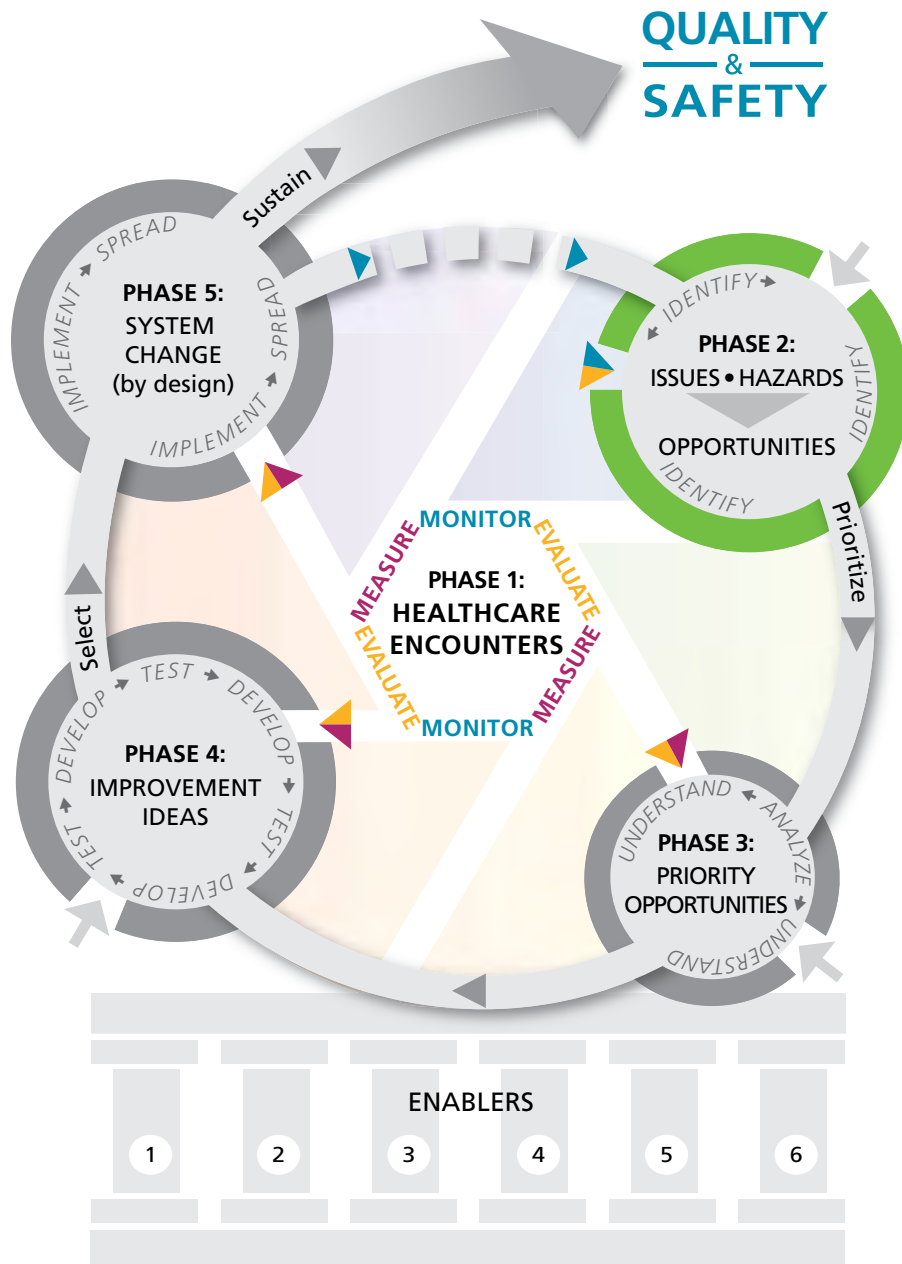 QUALITY
&
SAFETY
Sustain
IMPLEMENT SPREAD
IMPLEMENT SPREAD
PHASE 5:
SYSTEM
CHANGE
(by design)
IDENTIFY
IDENTIFY
IDENTIFY
PHASE 2:
ISSUES • HAZARDS
OPPORTUNITIES
Prioritize
MONITOR
EVALUATE
MEASURE
MONITOR
EVALUATE
MEASURE
PHASE 1:
HEALTHCARE
ENCOUNTERS
Select
DEVELOP TEST DEVELOP TEST DEVELOP TEST
PHASE 4:
IMPROVEMENT
IDEAS
UNDERSTAND ANALYZE UNDERSTAND
PHASE 3:
PRIORITY
OPPORTUNITIES
ENABLERS
1 2 3 4 5 6